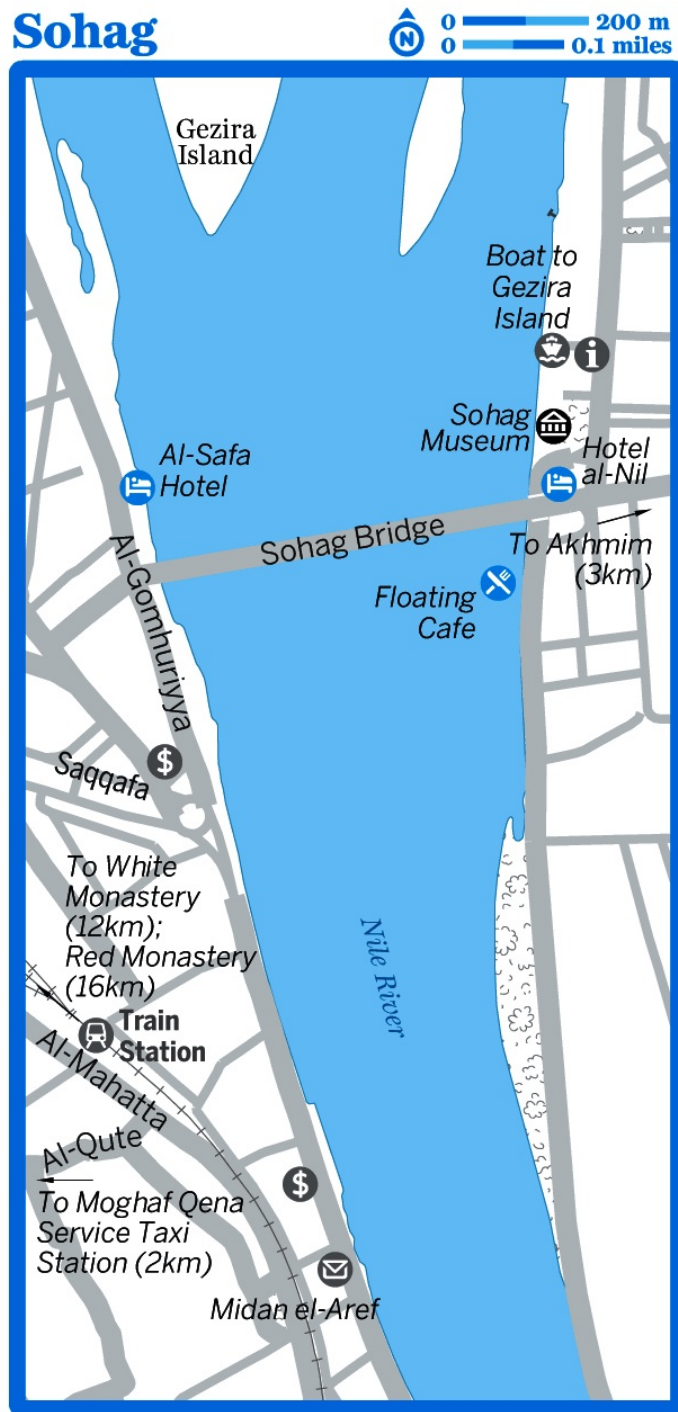 Sohag
N
0 200 m
0 0.1 miles
Gezira
Island
Boat to
Gezira
Island
i
Sohag
Museum
Hotel
al-Nil
Al-Safa
Hotel
Sohag Bridge
To Akhmim
(3km)
Floating
Cafe
Al-Gomhuriyya
$
Saqqafa
To White
Monastery
(12km);
Red Monastery
(16km)
Nile River
Train
Station
Al-Mahatta
Al-Qute
$
To Moghaf Qena
Service Taxi
Station (2km)
Midan el-Aref